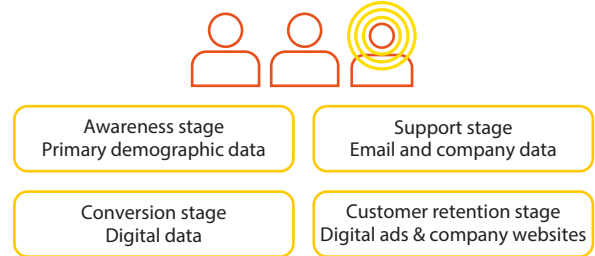 Awareness stage
Primary demographic data
Support stage
Email and company data
Conversion stage
Digital data
Customer retention stage
Digital ads & company websites